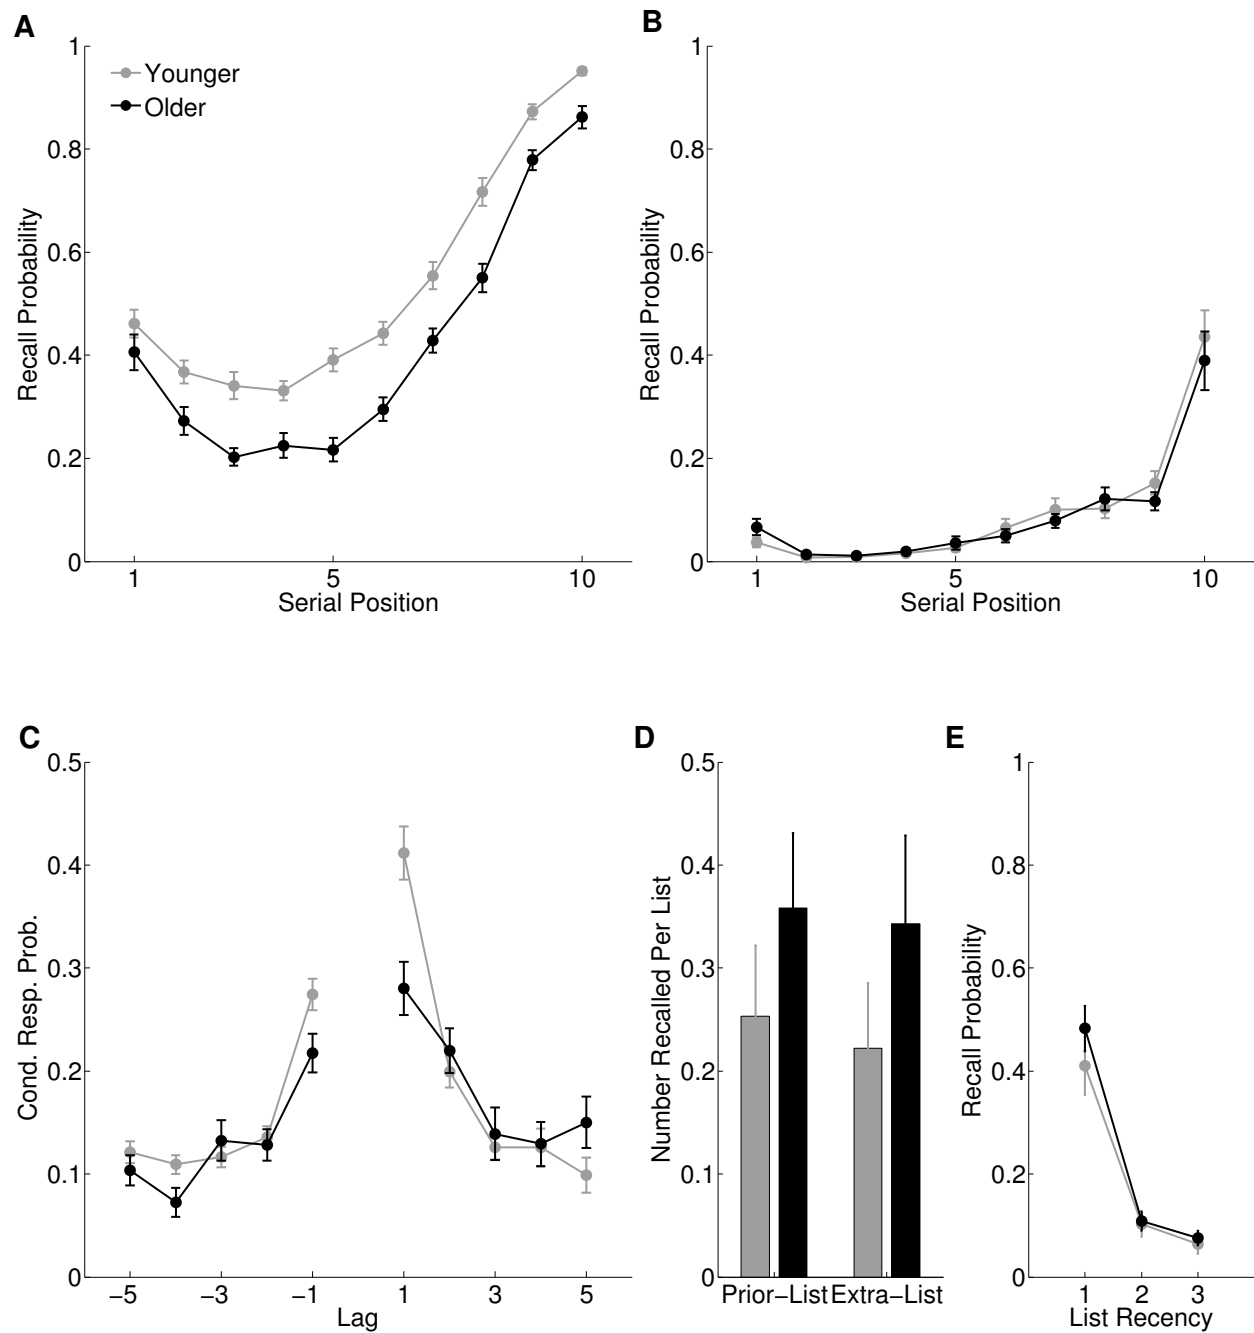 A
1
0.8
0.6
0.4
0.2
0
Recall Probability
Younger
Older
1
5
10
Serial Position
B
1
0.8
0.6
0.4
0.2
0
Recall Probability
1
5
10
Serial Position
C
0.5
0.4
0.3
0.2
0.1
0
Cond. Resp. Prob.
−5
−3
−1
1
3
5
Lag
D
0.5
0.4
0.3
0.2
0.1
0
Number Recalled Per List
Prior−List
Extra−List
E
1
0.8
0.6
0.4
0.2
0
Recall Probability
1
2
3
List Recency